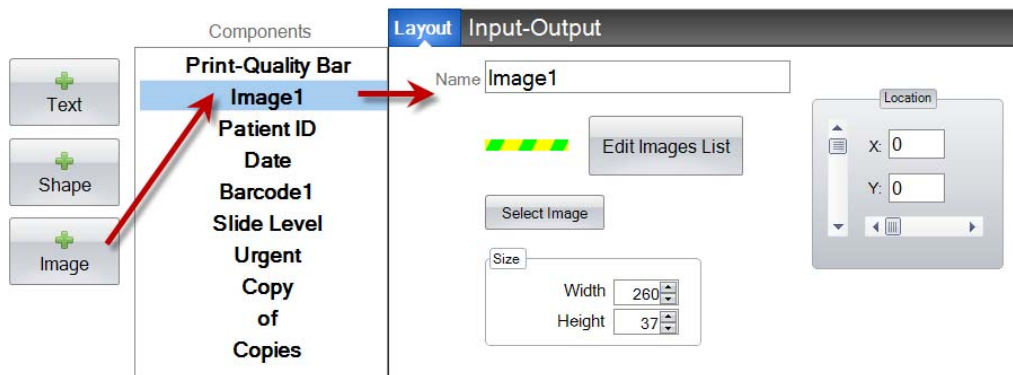 Components
Layout
Input-Output
Text
Shape
Image
Print-Quality Bar
Image1
Patient ID
Date
Barcode1
Slide Level
Urgent
Copy
of
Copies
Name Image1
Edit Images List
Select Image
Size
Width 260
Height 37
Location
X: 0
Y: 0